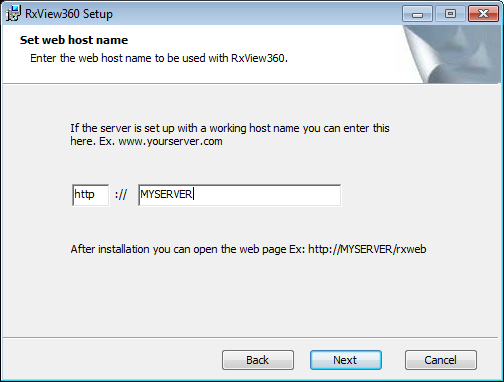 RxView360 Setup
Set web host name
Enter the web host name to be used with RxView360.
If the server is set up with a working host name you can enter this
here. Ex. www.yourserver.com
http :// MYSERVER
After installation you can open the web page Ex: http://MYSERVER/rxweb
Back Next Cancel